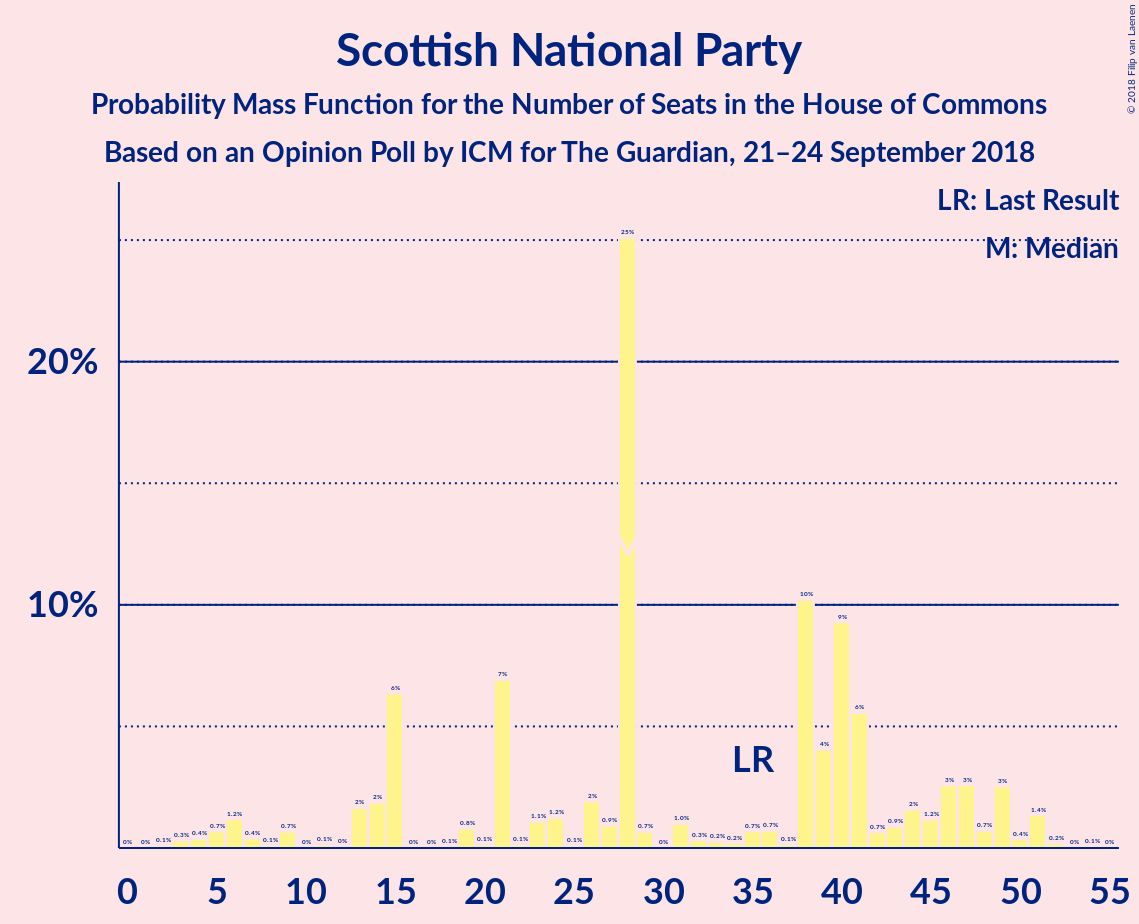 Scottish National Party
Probability Mass Function for the Number of Seats in the House of Commons
Based on an Opinion Poll by ICM for The Guardian, 21–24 September 2018
© 2018 Filip van Laenen
LR: Last Result
M: Median
25%
20%
10%
10%
9%
7%
6%
6%
4%
LR
3% 3% 3%
2% 2% 2% 2%
0% 0% 0.1% 0.3% 0.4% 0.7% 1.2% 0.4% 0.1% 0.7% 0% 0.1% 0% 0% 0% 0.1% 0.8% 0.1% 0.1% 1.1% 1.2% 0.1% 0.9% 0.7% 0% 1.0% 0.3% 0.2% 0.2% 0.7% 0.7% 0.1% 0.7% 0.9% 1.2% 0.7% 0.4% 1.4% 0.2% 0% 0.1% 0%
0 5 10 15 20 25 30 35 40 45 50 55